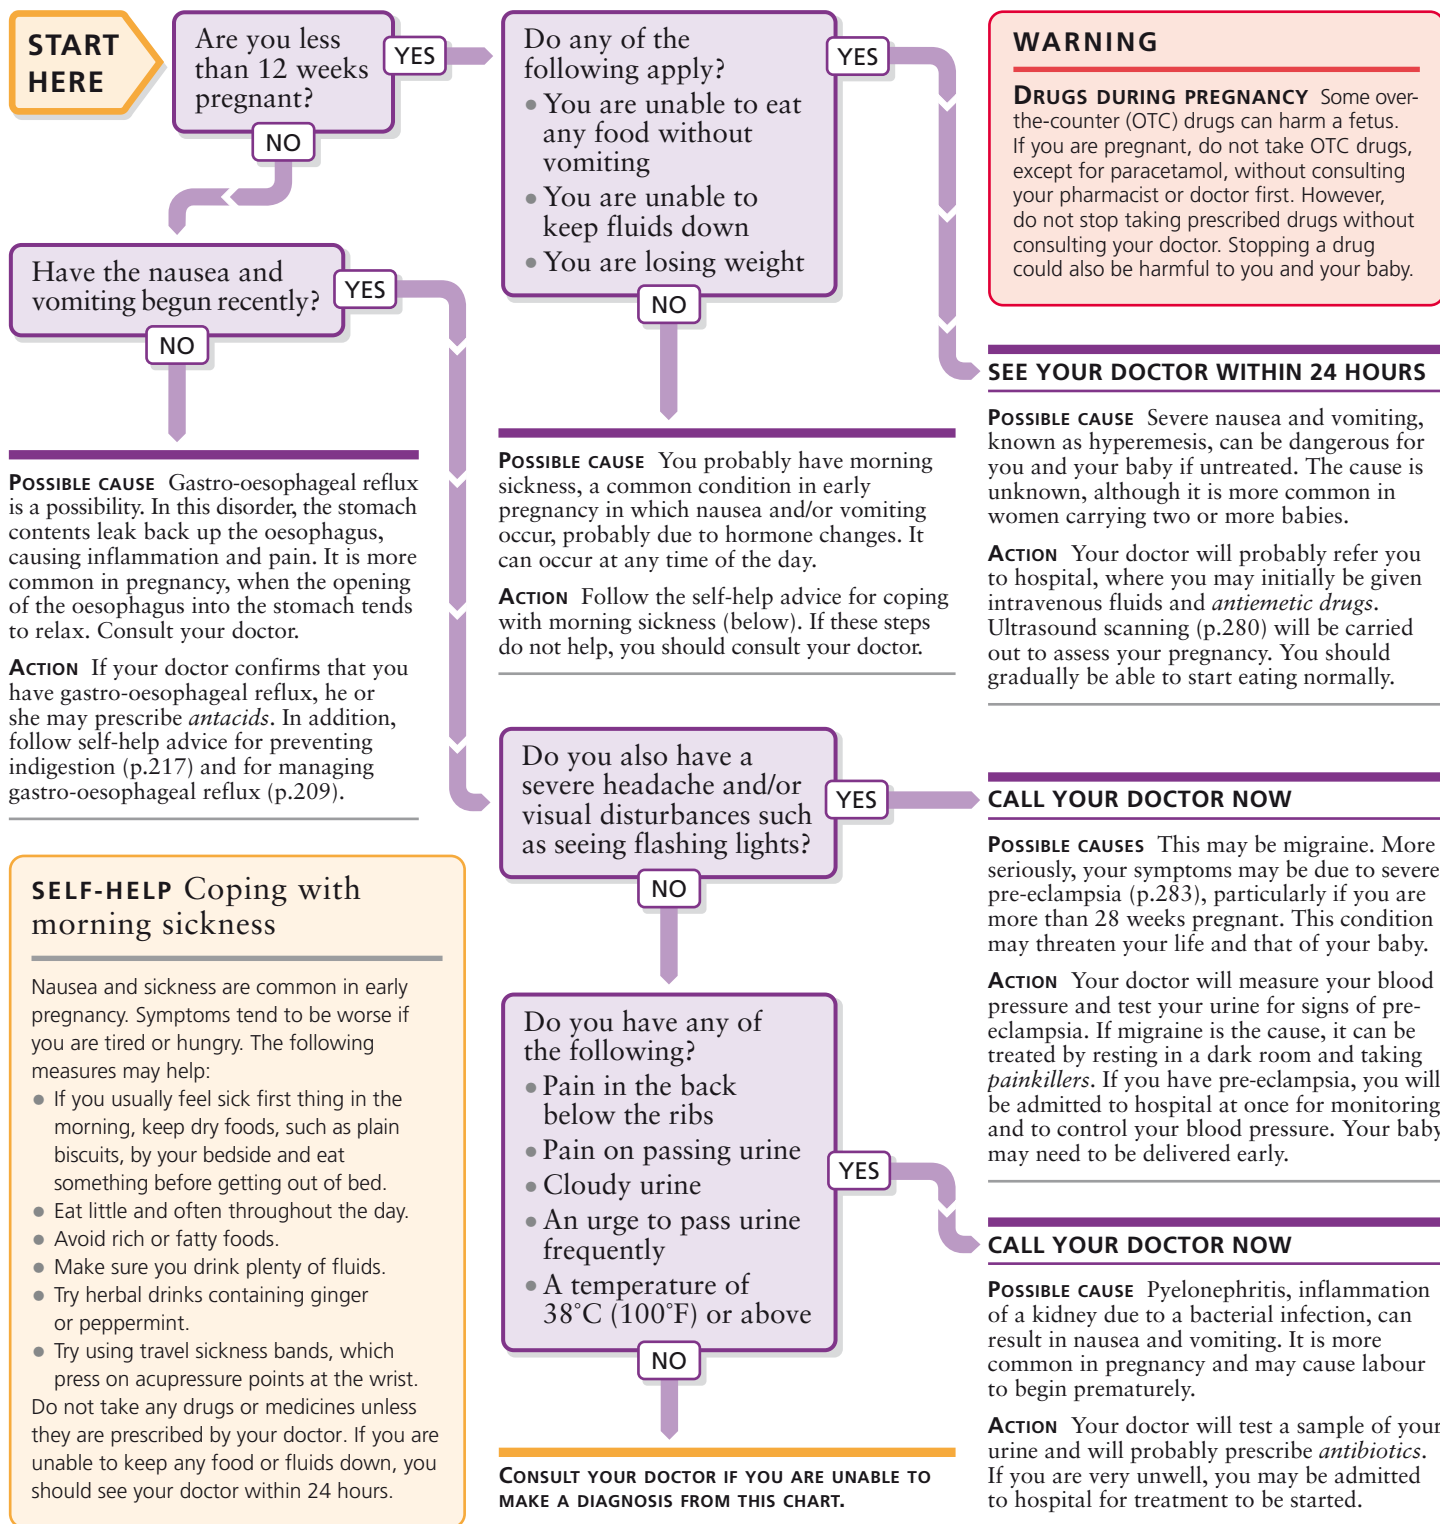 START
HERE
Are you less
than 12 weeks
pregnant?
YES
NO
Do any of the
following apply?
• You are unable to eat
any food without
vomiting
• You are unable to
keep fluids down
• You are losing weight
YES
NO
WARNING
DRUGS DURING PREGNANCY Some over-
the-counter (OTC) drugs can harm a fetus.
If you are pregnant, do not take OTC drugs,
except for paracetamol, without consulting
your pharmacist or doctor first. However,
do not stop taking prescribed drugs without
consulting your doctor. Stopping a drug
could also be harmful to you and your baby.
Have the nausea and
vomiting begun recently?
YES
NO
SEE YOUR DOCTOR WITHIN 24 HOURS
POSSIBLE CAUSE Severe nausea and vomiting,
known as hyperemesis, can be dangerous for
you and your baby if untreated. The cause is
unknown, although it is more common in
women carrying two or more babies.
ACTION Your doctor will probably refer you
to hospital, where you may initially be given
intravenous fluids and antiemetic drugs.
Ultrasound scanning (p.280) will be carried
out to assess your pregnancy. You should
gradually be able to start eating normally.
POSSIBLE CAUSE Gastro-oesophageal reflux
is a possibility. In this disorder, the stomach
contents leak back up the oesophagus,
causing inflammation and pain. It is more
common in pregnancy, when the opening
of the oesophagus into the stomach tends
to relax. Consult your doctor.
ACTION If your doctor confirms that you
have gastro-oesophageal reflux, he or
she may prescribe antacids. In addition,
follow self-help advice for preventing
indigestion (p.217) and for managing
gastro-oesophageal reflux (p.209).
POSSIBLE CAUSE You probably have morning
sickness, a common condition in early
pregnancy in which nausea and/or vomiting
occur, probably due to hormone changes. It
can occur at any time of the day.
ACTION Follow the self-help advice for coping
with morning sickness (below). If these steps
do not help, you should consult your doctor.
Do you also have a
severe headache and/or
visual disturbances such
as seeing flashing lights?
YES
NO
CALL YOUR DOCTOR NOW
POSSIBLE CAUSES This may be migraine. More
seriously, your symptoms may be due to severe
pre-eclampsia (p.283), particularly if you are
more than 28 weeks pregnant. This condition
may threaten your life and that of your baby.
ACTION Your doctor will measure your blood
pressure and test your urine for signs of pre-
eclampsia. If migraine is the cause, it can be
treated by resting in a dark room and taking
painkillers. If you have pre-eclampsia, you will
be admitted to hospital at once for monitoring
and to control your blood pressure. Your baby
may need to be delivered early.
SELF-HELP Coping with
morning sickness
Nausea and sickness are common in early
pregnancy. Symptoms tend to be worse if
you are tired or hungry. The following
measures may help:
• If you usually feel sick first thing in the
morning, keep dry foods, such as plain
biscuits, by your bedside and eat
something before getting out of bed.
• Eat little and often throughout the day.
• Avoid rich or fatty foods.
• Make sure you drink plenty of fluids.
• Try herbal drinks containing ginger
or peppermint.
• Try using travel sickness bands, which
press on acupressure points at the wrist.
Do not take any drugs or medicines unless
they are prescribed by your doctor. If you are
unable to keep any food or fluids down, you
should see your doctor within 24 hours.
Do you have any of
the following?
• Pain in the back
below the ribs
• Pain on passing urine
• Cloudy urine
• An urge to pass urine
frequently
• A temperature of
38°C (100°F) or above
YES
NO
CALL YOUR DOCTOR NOW
POSSIBLE CAUSE Pyelonephritis, inflammation
of a kidney due to a bacterial infection, can
result in nausea and vomiting. It is more
common in pregnancy and may cause labour
to begin prematurely.
ACTION Your doctor will test a sample of your
urine and will probably prescribe antibiotics.
If you are very unwell, you may be admitted
to hospital for treatment to be started.
CONSULT YOUR DOCTOR IF YOU ARE UNABLE TO
MAKE A DIAGNOSIS FROM THIS CHART.